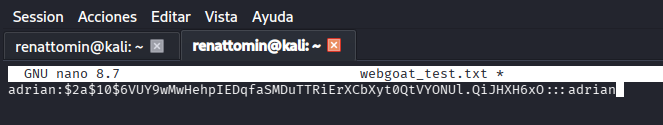 Session Acciones Editar Vista Ayuda
renattomin@kali: ~ renattomin@kali: ~
GNU nano 8.7 webgoat_test.txt *
adrian:$2a$10$6VUY9wMwHehpIEDqfaSMDuTTRiErXCbXyt0QtVYONUl.QiJHXH6xO:::adrian